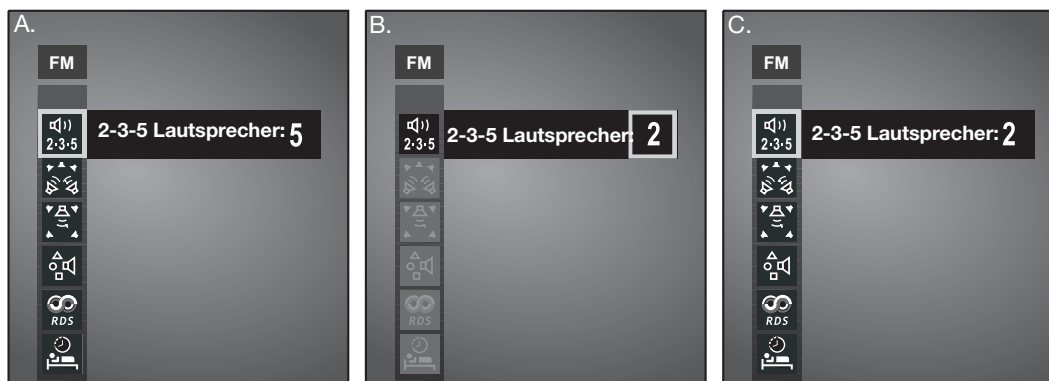 A.
FM
2·3·5
2-3-5 Lautsprecher: 5
RDS
B.
FM
2·3·5
2-3-5 Lautsprecher: 2
RDS
C.
FM
2·3·5
2-3-5 Lautsprecher: 2
RDS